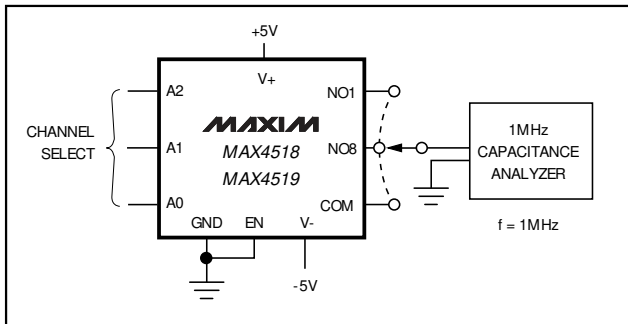 +5V
V+
A2
NO1
CHANNEL
SELECT
A1
MAXIM
MAX4518
MAX4519
NO8
1MHz
CAPACITANCE
ANALYZER
A0
COM
GND
EN
V-
f = 1MHz
-5V